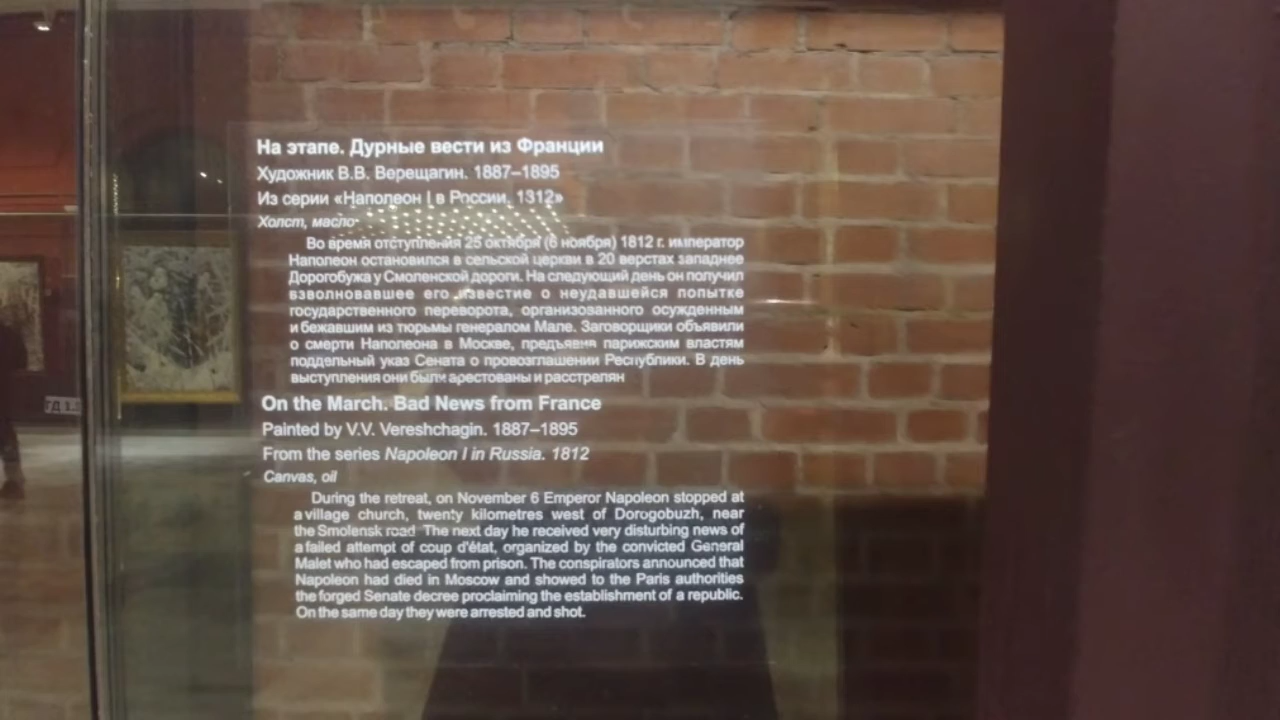 На этапе. Дурные вести из Франции
Художник В.В. Верещагин. 1887–1895
Из серии «Наполеон I в России. 1312»
Холст, масло
Во время отступления 25 октября (6 ноября) 1812 г. император
Наполеон остановился в сельской церкви в 20 верстах западнее
Дорогобужа у Смоленской дороги. На следующий день он получил
взволновавшее его известие о неудавшейся попытке
государственного переворота, организованного осужденным
и бежавшим из тюрьмы генералом Мале. Заговорщики объявили
о смерти Наполеона в Москве, предъявив парижским властям
поддельный указ Сената о провозглашении Республики. В день
выступления они были арестованы и расстрелян
On the March. Bad News from France
Painted by V.V. Vereshchagin. 1887–1895
From the series Napoleon I in Russia. 1812
Canvas, oil
During the retreat, on November 6 Emperor Napoleon stopped at
a village church, twenty kilometres west of Dorogobuzh, near
the Smolensk road. The next day he received very disturbing news of
a failed attempt of coup d'état, organized by the convicted General
Malet who had escaped from prison. The conspirators announced that
Napoleon had died in Moscow and showed to the Paris authorities
the forged Senate decree proclaiming the establishment of a republic.
On the same day they were arrested and shot.